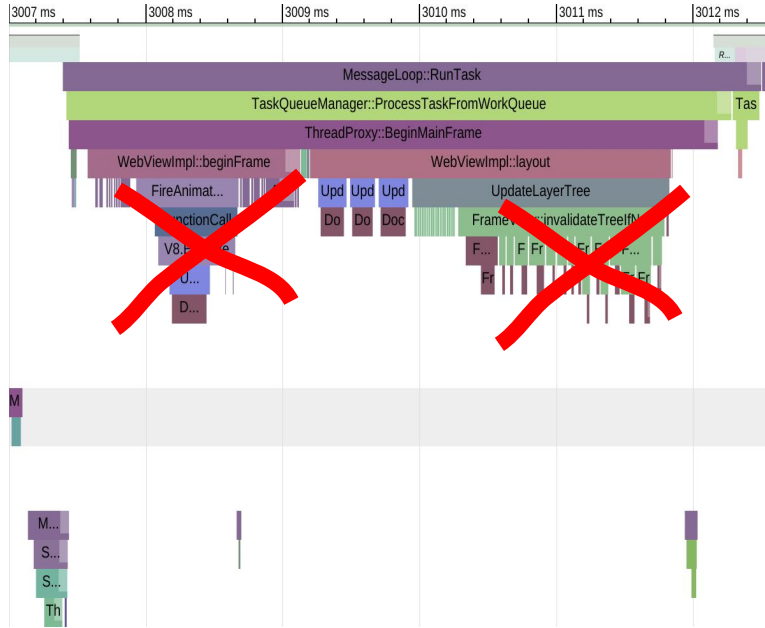 3007 ms 3008 ms 3009 ms 3010 ms 3011 ms 3012 ms
R...
MessageLoop::RunTask
TaskQueueManager::ProcessTaskFromWorkQueue Tas
ThreadProxy::BeginMainFrame
WebViewImpl::beginFrame WebViewImpl::layout
FireAnimat... Upd Upd Upd UpdateLayerTree
Do Do Doc
V8.
F... F Fr Fr F...
U... Fr Fr
D...
M
M...
S...
S...
Th